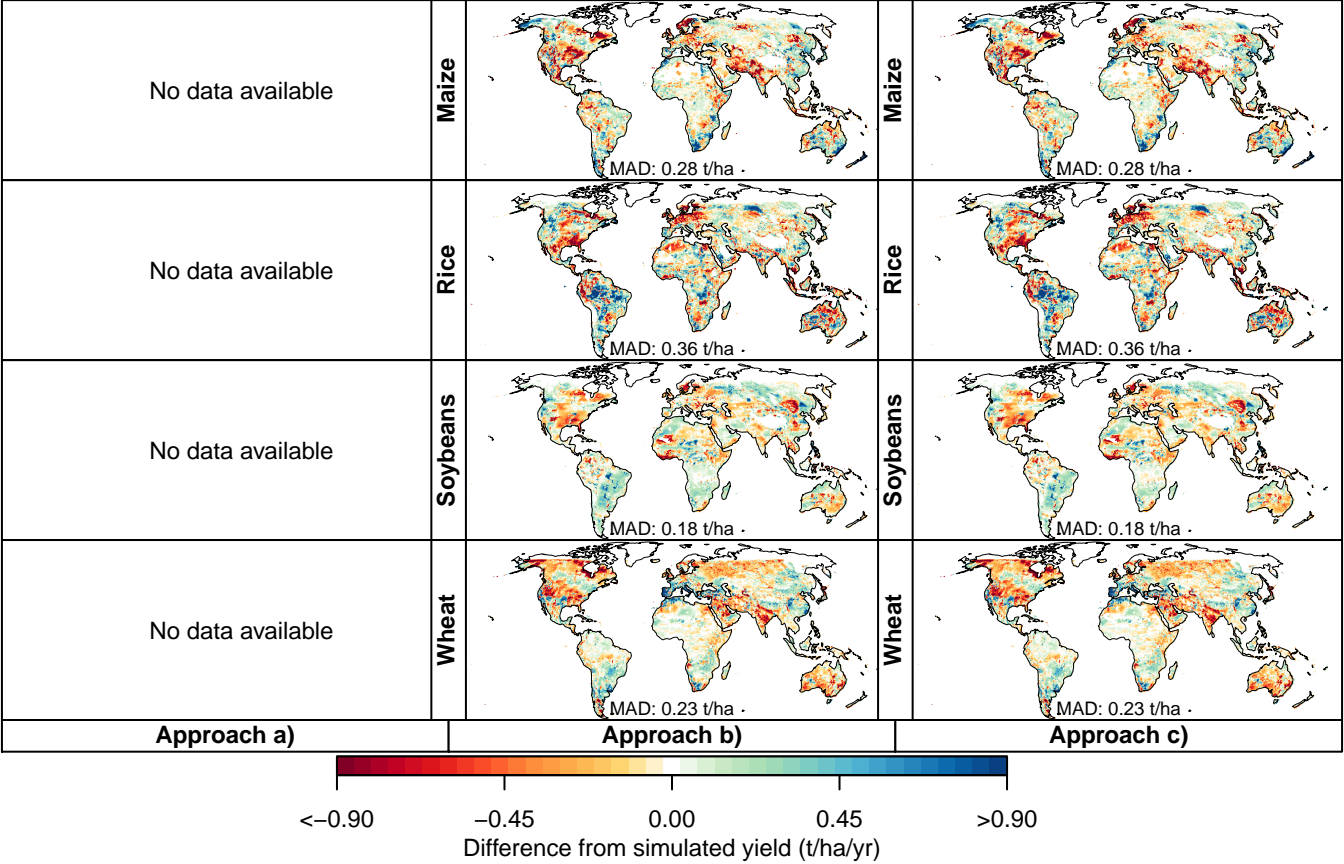 No data available
Maize
MAD: 0.28 t/ha
Maize
MAD: 0.28 t/ha
No data available
Rice
MAD: 0.36 t/ha
Rice
MAD: 0.36 t/ha
No data available
Soybeans
MAD: 0.18 t/ha
Soybeans
MAD: 0.18 t/ha
No data available
Wheat
MAD: 0.23 t/ha
Wheat
MAD: 0.23 t/ha
Approach a)
Approach b)
Approach c)
<−0.90 −0.45 0.00 0.45 >0.90
Difference from simulated yield (t/ha/yr)